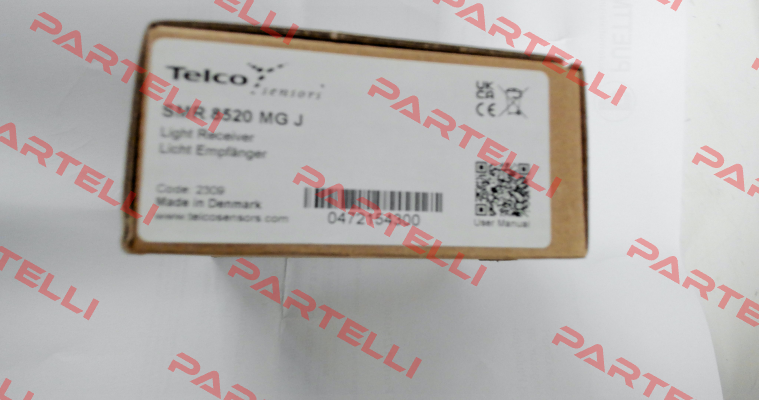 Telco
sensors
SMR 8520 MG J
Light Receiver
Licht Empfänger
Code: 2309
Made in Denmark
www.telcosensors.com
0472154300
UK CA
CE
User Manual
PARTELLI
PARTELLI
PARTELLI
PARTELLI
PARTELLI
PARTELLI
PARTELLI
PARTELLI
PARTELLI
PARTELLI
PARTELLI
PARTELLI